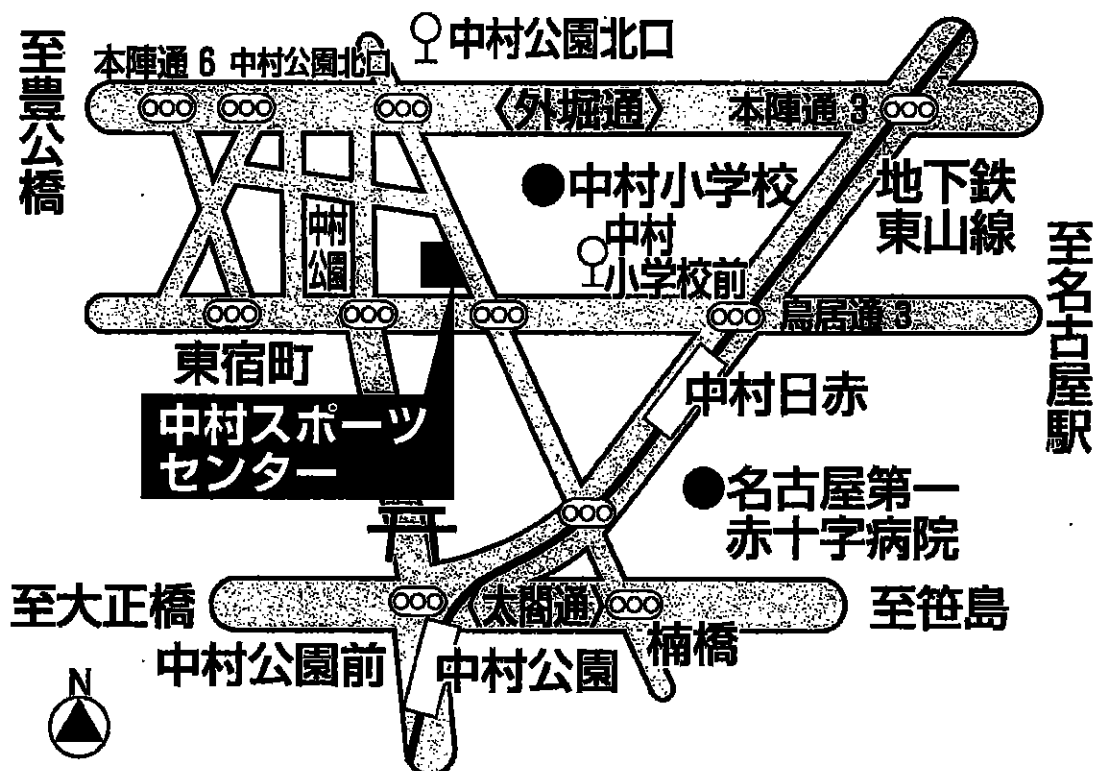 中村公園北口
至豊公橋
本陣通 6
中村公園北口
〈外堀通〉
本陣通 3
中村小学校
地下鉄
東山線
中村
公園
中村
小学校前
至名古屋駅
鳥居通 3
東宿町
中村日赤
中村スポーツ
センター
名古屋第一
赤十字病院
至大正橋
〈太閤通〉
至笹島
楠橋
中村公園前
中村公園
N